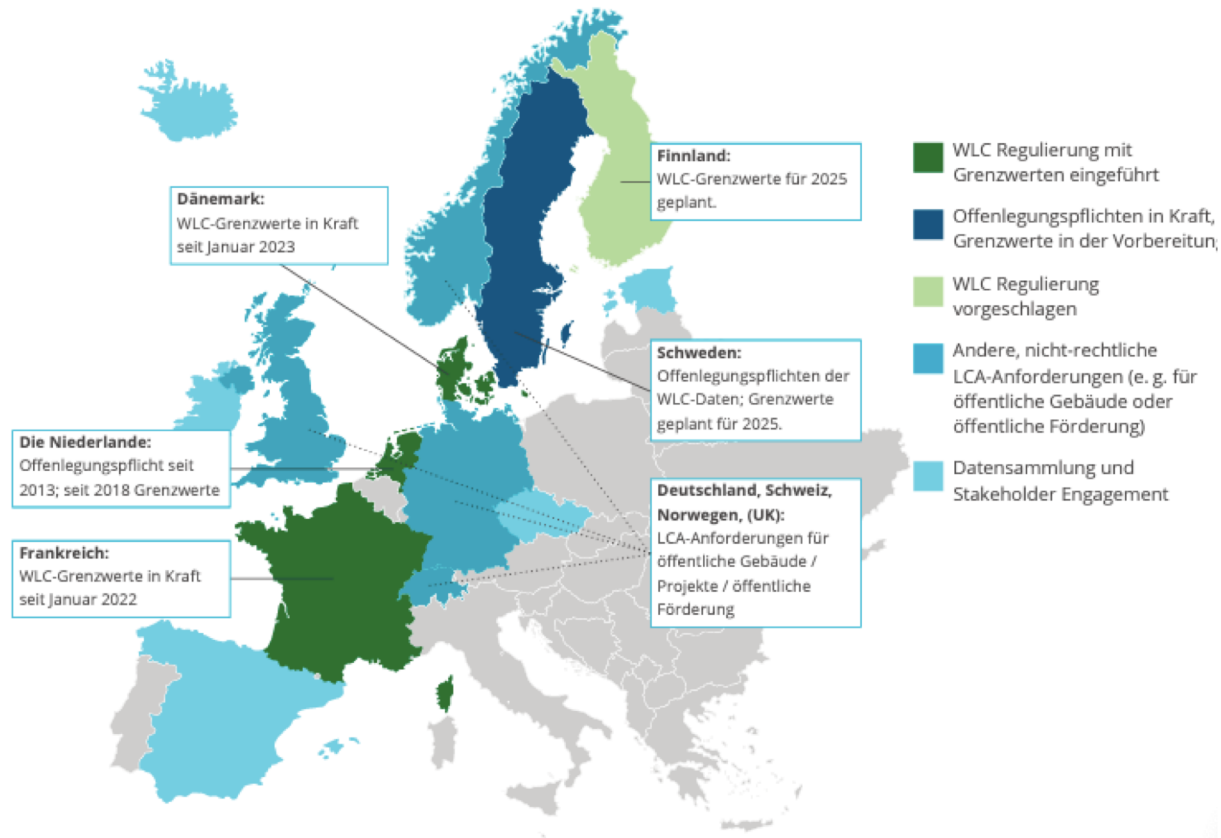 Finnland:
WLC-Grenzwerte für 2025
geplant.
Dänemark:
WLC-Grenzwerte in Kraft
seit Januar 2023
Schweden:
Offenlegungspflichten der
WLC-Daten; Grenzwerte
geplant für 2025.
Die Niederlande:
Offenlegungspflicht seit
2013; seit 2018 Grenzwerte
Deutschland, Schweiz,
Norwegen, (UK):
LCA-Anforderungen für
öffentliche Gebäude /
Projekte / öffentliche
Förderung
Frankreich:
WLC-Grenzwerte in Kraft
seit Januar 2022
WLC Regulierung mit
Grenzwerten eingeführt
Offenlegungspflichten in Kraft,
Grenzwerte in der Vorbereitun
WLC Regulierung
vorgeschlagen
Andere, nicht-rechtliche
LCA-Anforderungen (e. g. für
öffentliche Gebäude oder
öffentliche Förderung)
Datensammlung und
Stakeholder Engagement